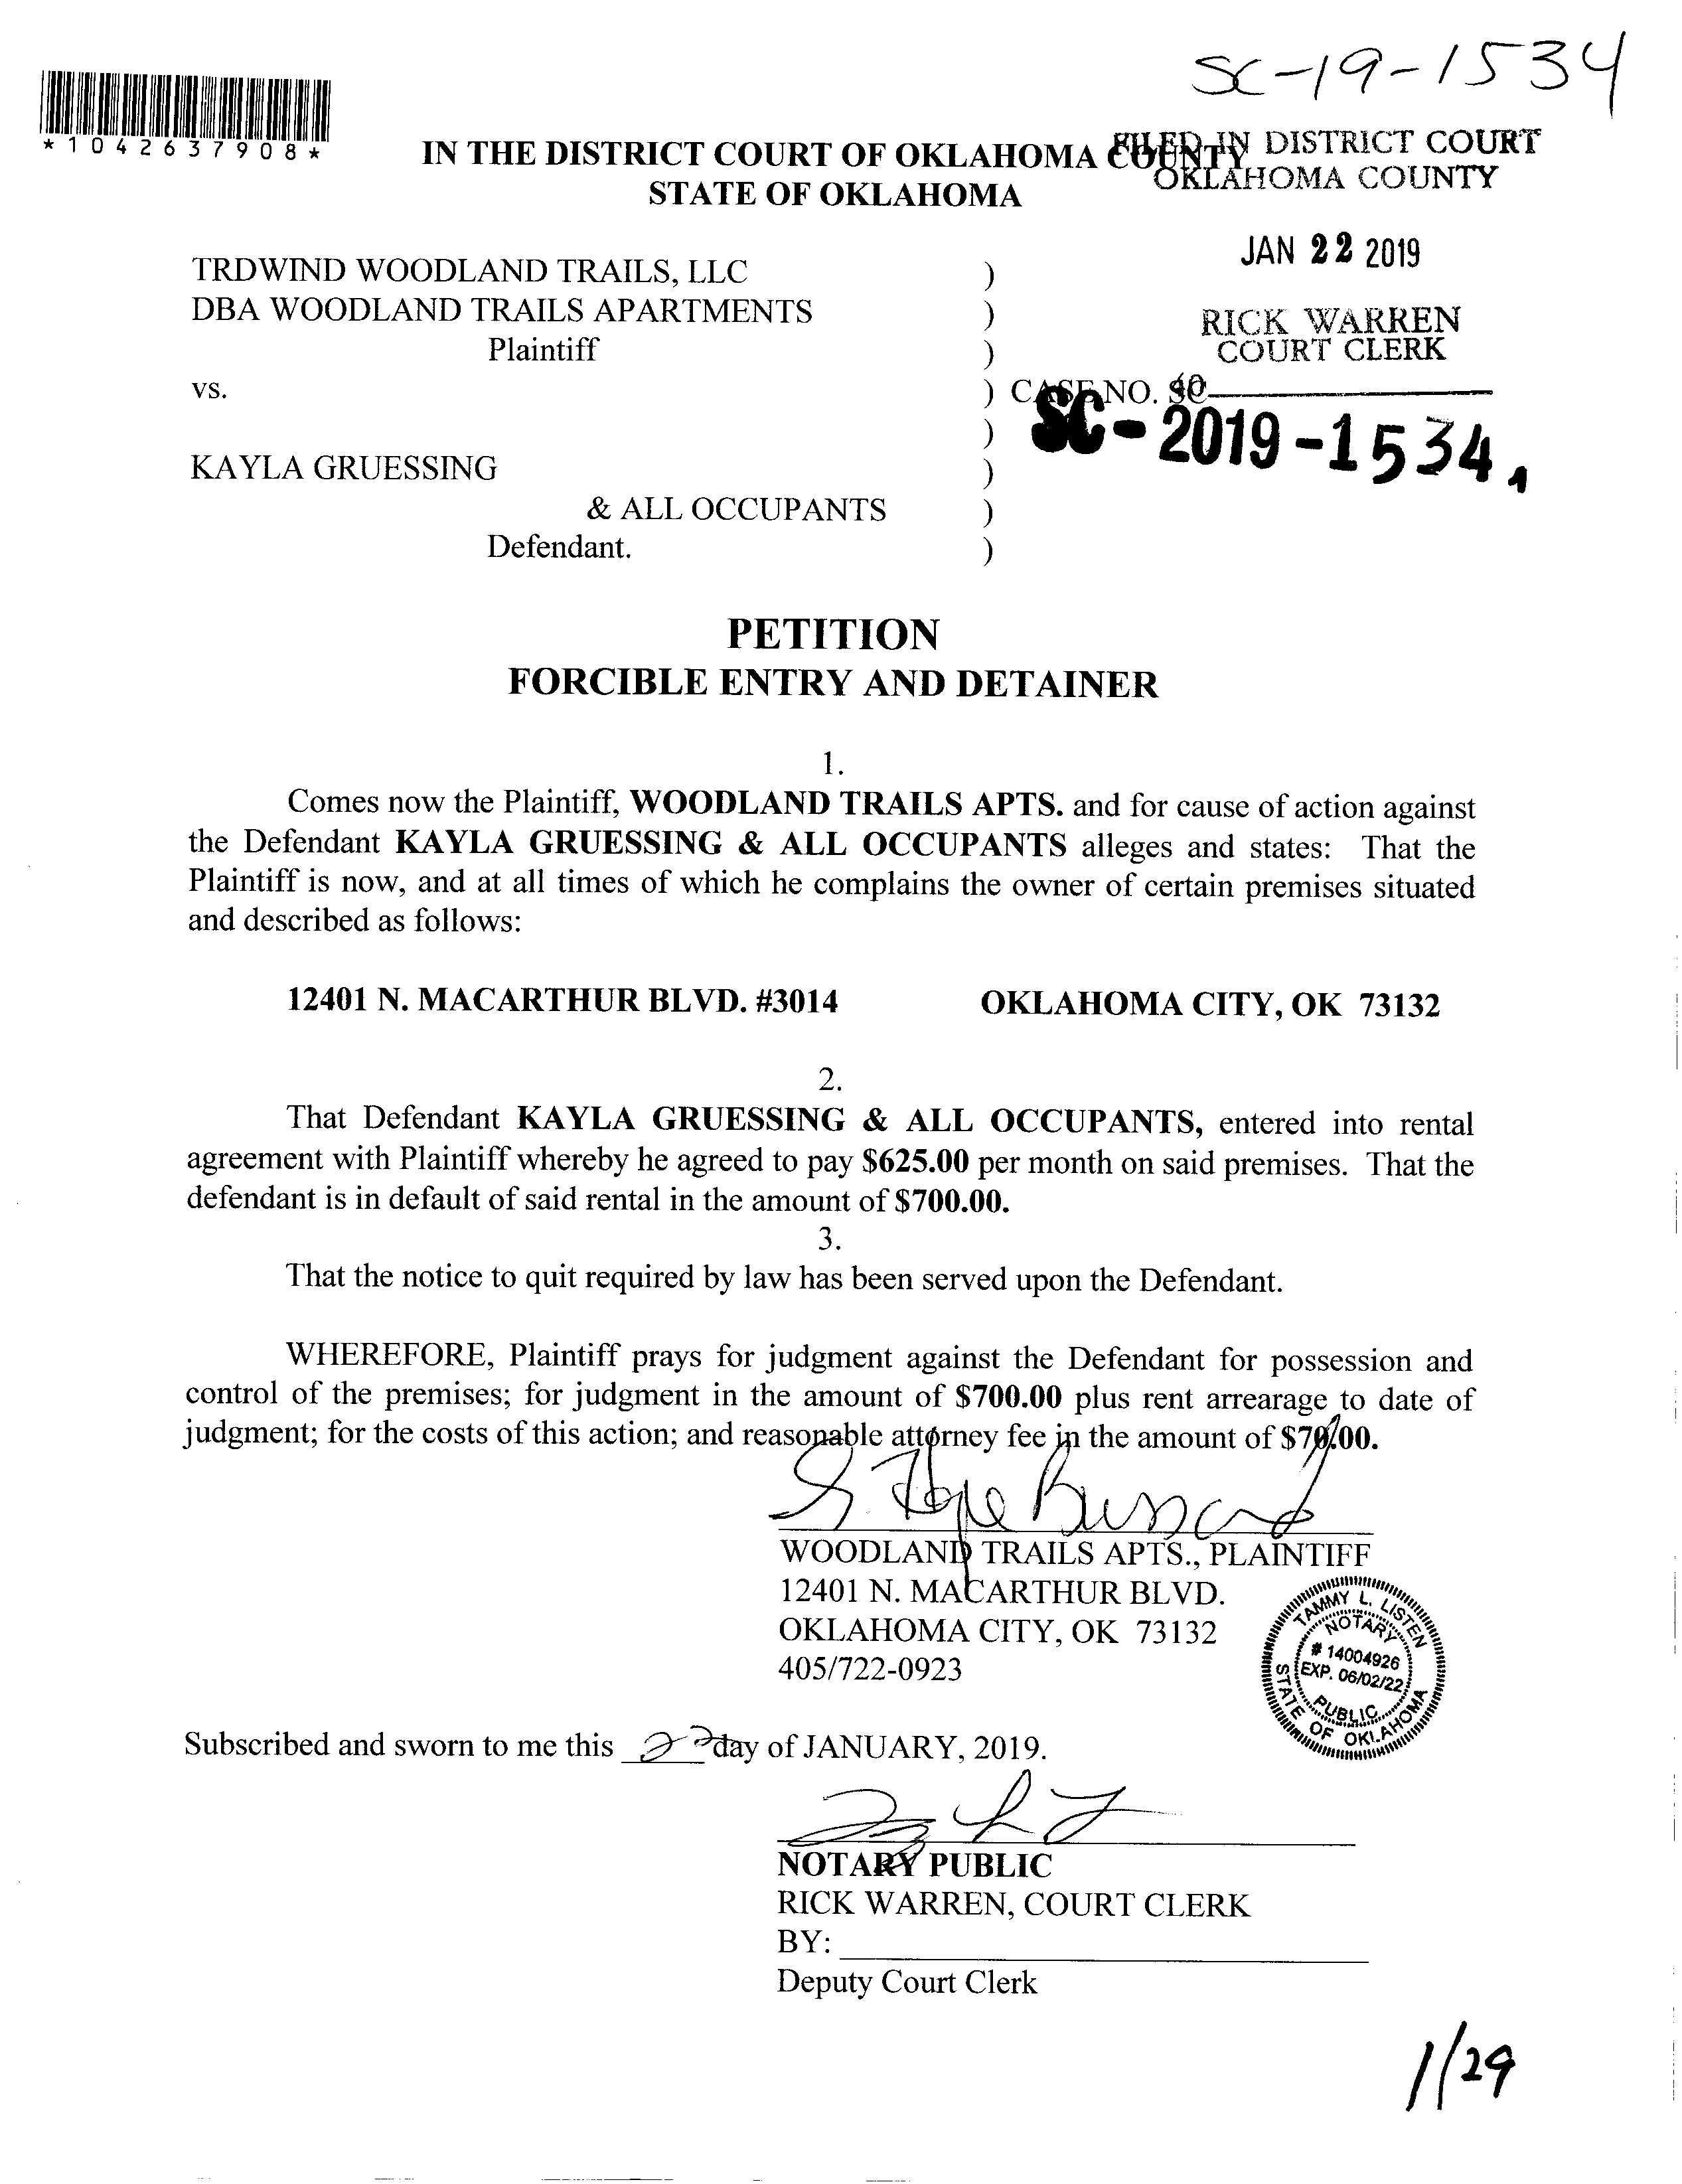 SC-19-1534
*1042637908*
IN THE DISTRICT COURT OF OKLAHOMA COUNTY
STATE OF OKLAHOMA
FILED IN DISTRICT COURT
OKLAHOMA COUNTY
JAN 22 2019
RICK WARREN
COURT CLERK
TRDWIND WOODLAND TRAILS, LLC )
DBA WOODLAND TRAILS APARTMENTS )
Plaintiff )
vs. ) CASE NO. SC-
)
SC-2019-1534
KAYLA GRUESSING )
& ALL OCCUPANTS )
Defendant. )
PETITION
FORCIBLE ENTRY AND DETAINER
1.
Comes now the Plaintiff, WOODLAND TRAILS APTS. and for cause of action against
the Defendant KAYLA GRUESSING & ALL OCCUPANTS alleges and states: That the
Plaintiff is now, and at all times of which he complains the owner of certain premises situated
and described as follows:
12401 N. MACARTHUR BLVD. #3014 OKLAHOMA CITY, OK 73132
2.
That Defendant KAYLA GRUESSING & ALL OCCUPANTS, entered into rental
agreement with Plaintiff whereby he agreed to pay $625.00 per month on said premises. That the
defendant is in default of said rental in the amount of $700.00.
3.
That the notice to quit required by law has been served upon the Defendant.
WHEREFORE, Plaintiff prays for judgment against the Defendant for possession and
control of the premises; for judgment in the amount of $700.00 plus rent arrearage to date of
judgment; for the costs of this action; and reasonable attorney fee in the amount of $70.00.
WOODLAND TRAILS APTS., PLAINTIFF
12401 N. MACARTHUR BLVD.
OKLAHOMA CITY, OK 73132
405/722-0923
TAMMY L. LISTEN
NOTARY
# 14004926
EXP. 06/02/22
PUBLIC
STATE OF OKLAHOMA
Subscribed and sworn to me this 22 day of JANUARY, 2019.
NOTARY PUBLIC
RICK WARREN, COURT CLERK
BY:
Deputy Court Clerk
1/29